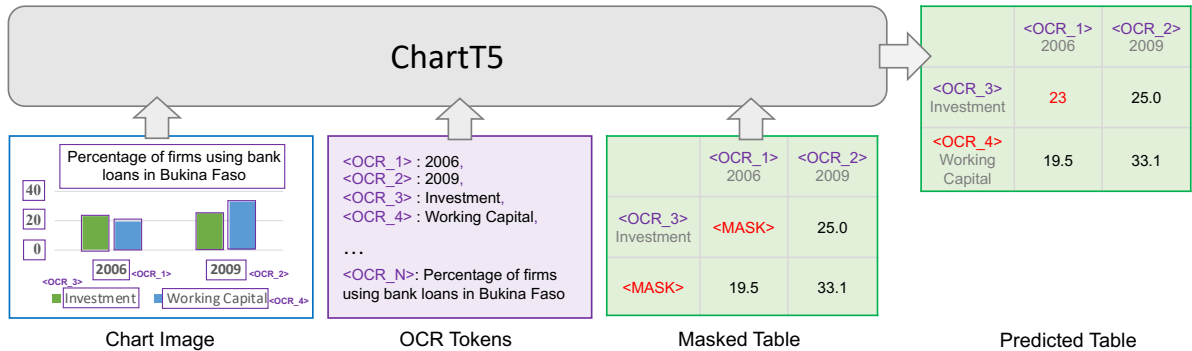 ChartT5
Percentage of firms using bank
loans in Bukina Faso
40
20
0
2006 <OCR_1>
2009 <OCR_2>
<OCR_3>
Investment
Working Capital <OCR_4>
Chart Image
<OCR_1> : 2006,
<OCR_2> : 2009,
<OCR_3> : Investment,
<OCR_4> : Working Capital,
…
<OCR_N>: Percentage of firms
using bank loans in Bukina Faso
OCR Tokens
<OCR_1> <OCR_2>
2006 2009
<OCR_3>
Investment
<MASK> 25.0
<MASK> 19.5 33.1
Masked Table
<OCR_1> <OCR_2>
2006 2009
<OCR_3>
Investment
23 25.0
<OCR_4>
Working
Capital
19.5 33.1
Predicted Table